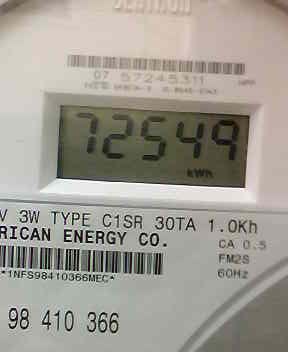 07 57245311
72549
kWh
V 3W TYPE C1SR 30TA 1.0Kh
RICAN ENERGY CO.
CA 0.5
FM2S
60Hz
*1NFS98410366MEC*
98 410 366